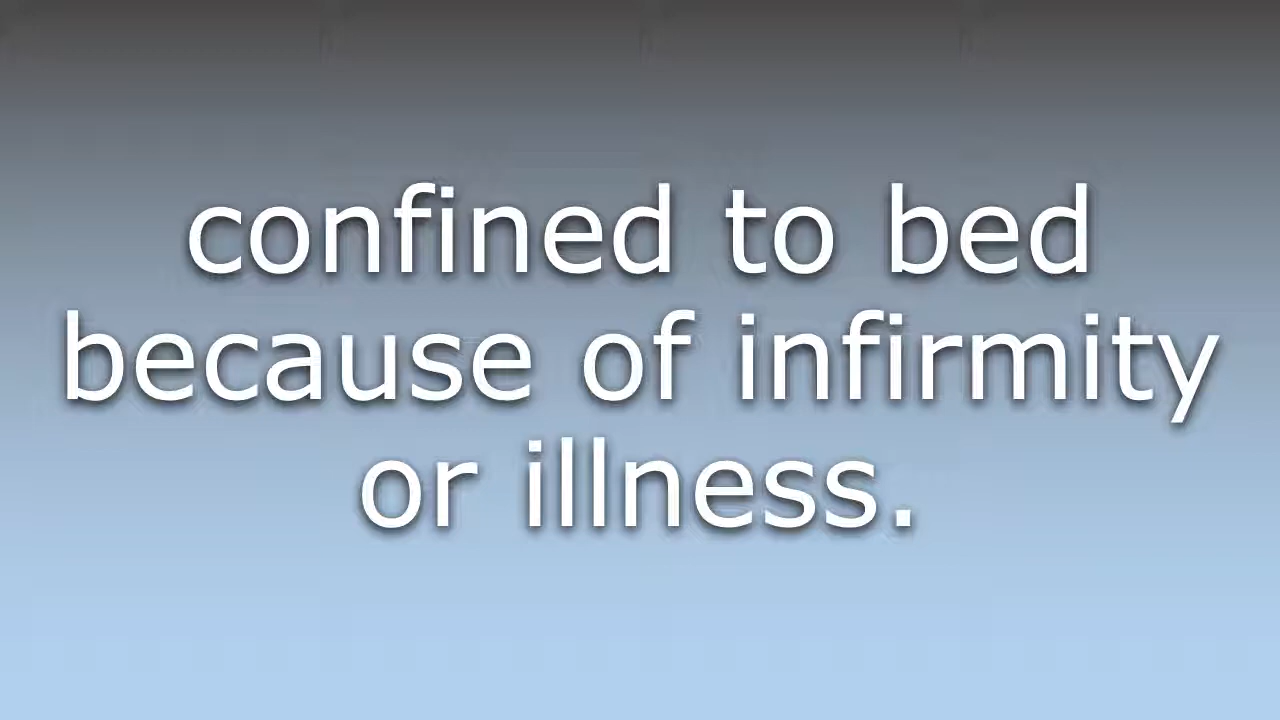 confined to bed
because of infirmity
or illness.